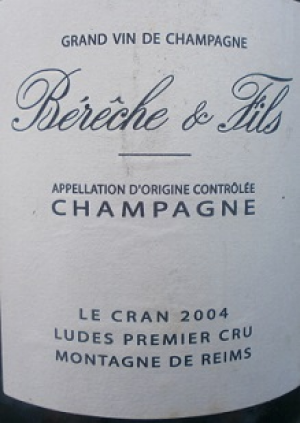 GRAND VIN DE CHAMPAGNE
Bérêche & Fils
APPELLATION D'ORIGINE CONTRÔLÉE
CHAMPAGNE
LE CRAN 2004
LUDES PREMIER CRU
MONTAGNE DE REIMS